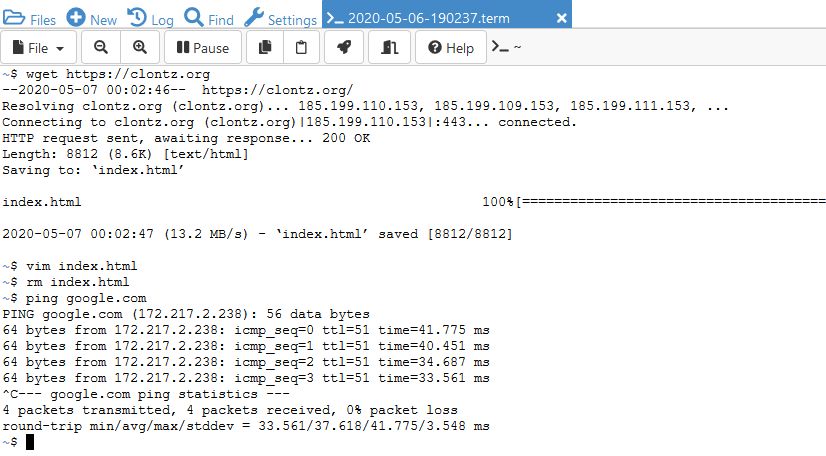 Files New Log Find Settings >_ 2020-05-06-190237.term ×
File Pause Help >_ ~
~$ wget https://clontz.org
--2020-05-07 00:02:46--  https://clontz.org/
Resolving clontz.org (clontz.org)... 185.199.110.153, 185.199.109.153, 185.199.111.153, ...
Connecting to clontz.org (clontz.org)|185.199.110.153|:443... connected.
HTTP request sent, awaiting response... 200 OK
Length: 8812 (8.6K) [text/html]
Saving to: ‘index.html’
index.html 100%[========================================
2020-05-07 00:02:47 (13.2 MB/s) - ‘index.html’ saved [8812/8812]
~$ vim index.html
~$ rm index.html
~$ ping google.com
PING google.com (172.217.2.238): 56 data bytes
64 bytes from 172.217.2.238: icmp_seq=0 ttl=51 time=41.775 ms
64 bytes from 172.217.2.238: icmp_seq=1 ttl=51 time=40.451 ms
64 bytes from 172.217.2.238: icmp_seq=2 ttl=51 time=34.687 ms
64 bytes from 172.217.2.238: icmp_seq=3 ttl=51 time=33.561 ms
^C--- google.com ping statistics ---
4 packets transmitted, 4 packets received, 0% packet loss
round-trip min/avg/max/stddev = 33.561/37.618/41.775/3.548 ms
~$